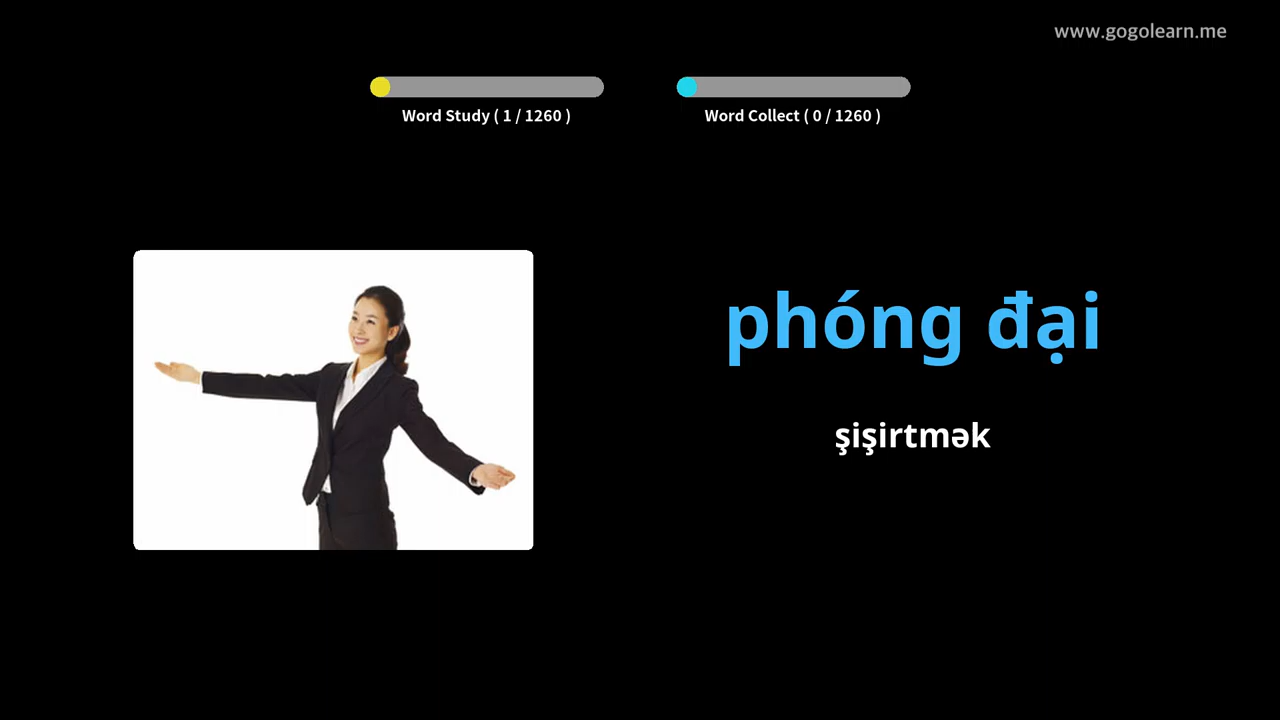 www.gogolearn.me
Word Study ( 1 / 1260 )
Word Collect ( 0 / 1260 )
phóng đại
şişirtmək